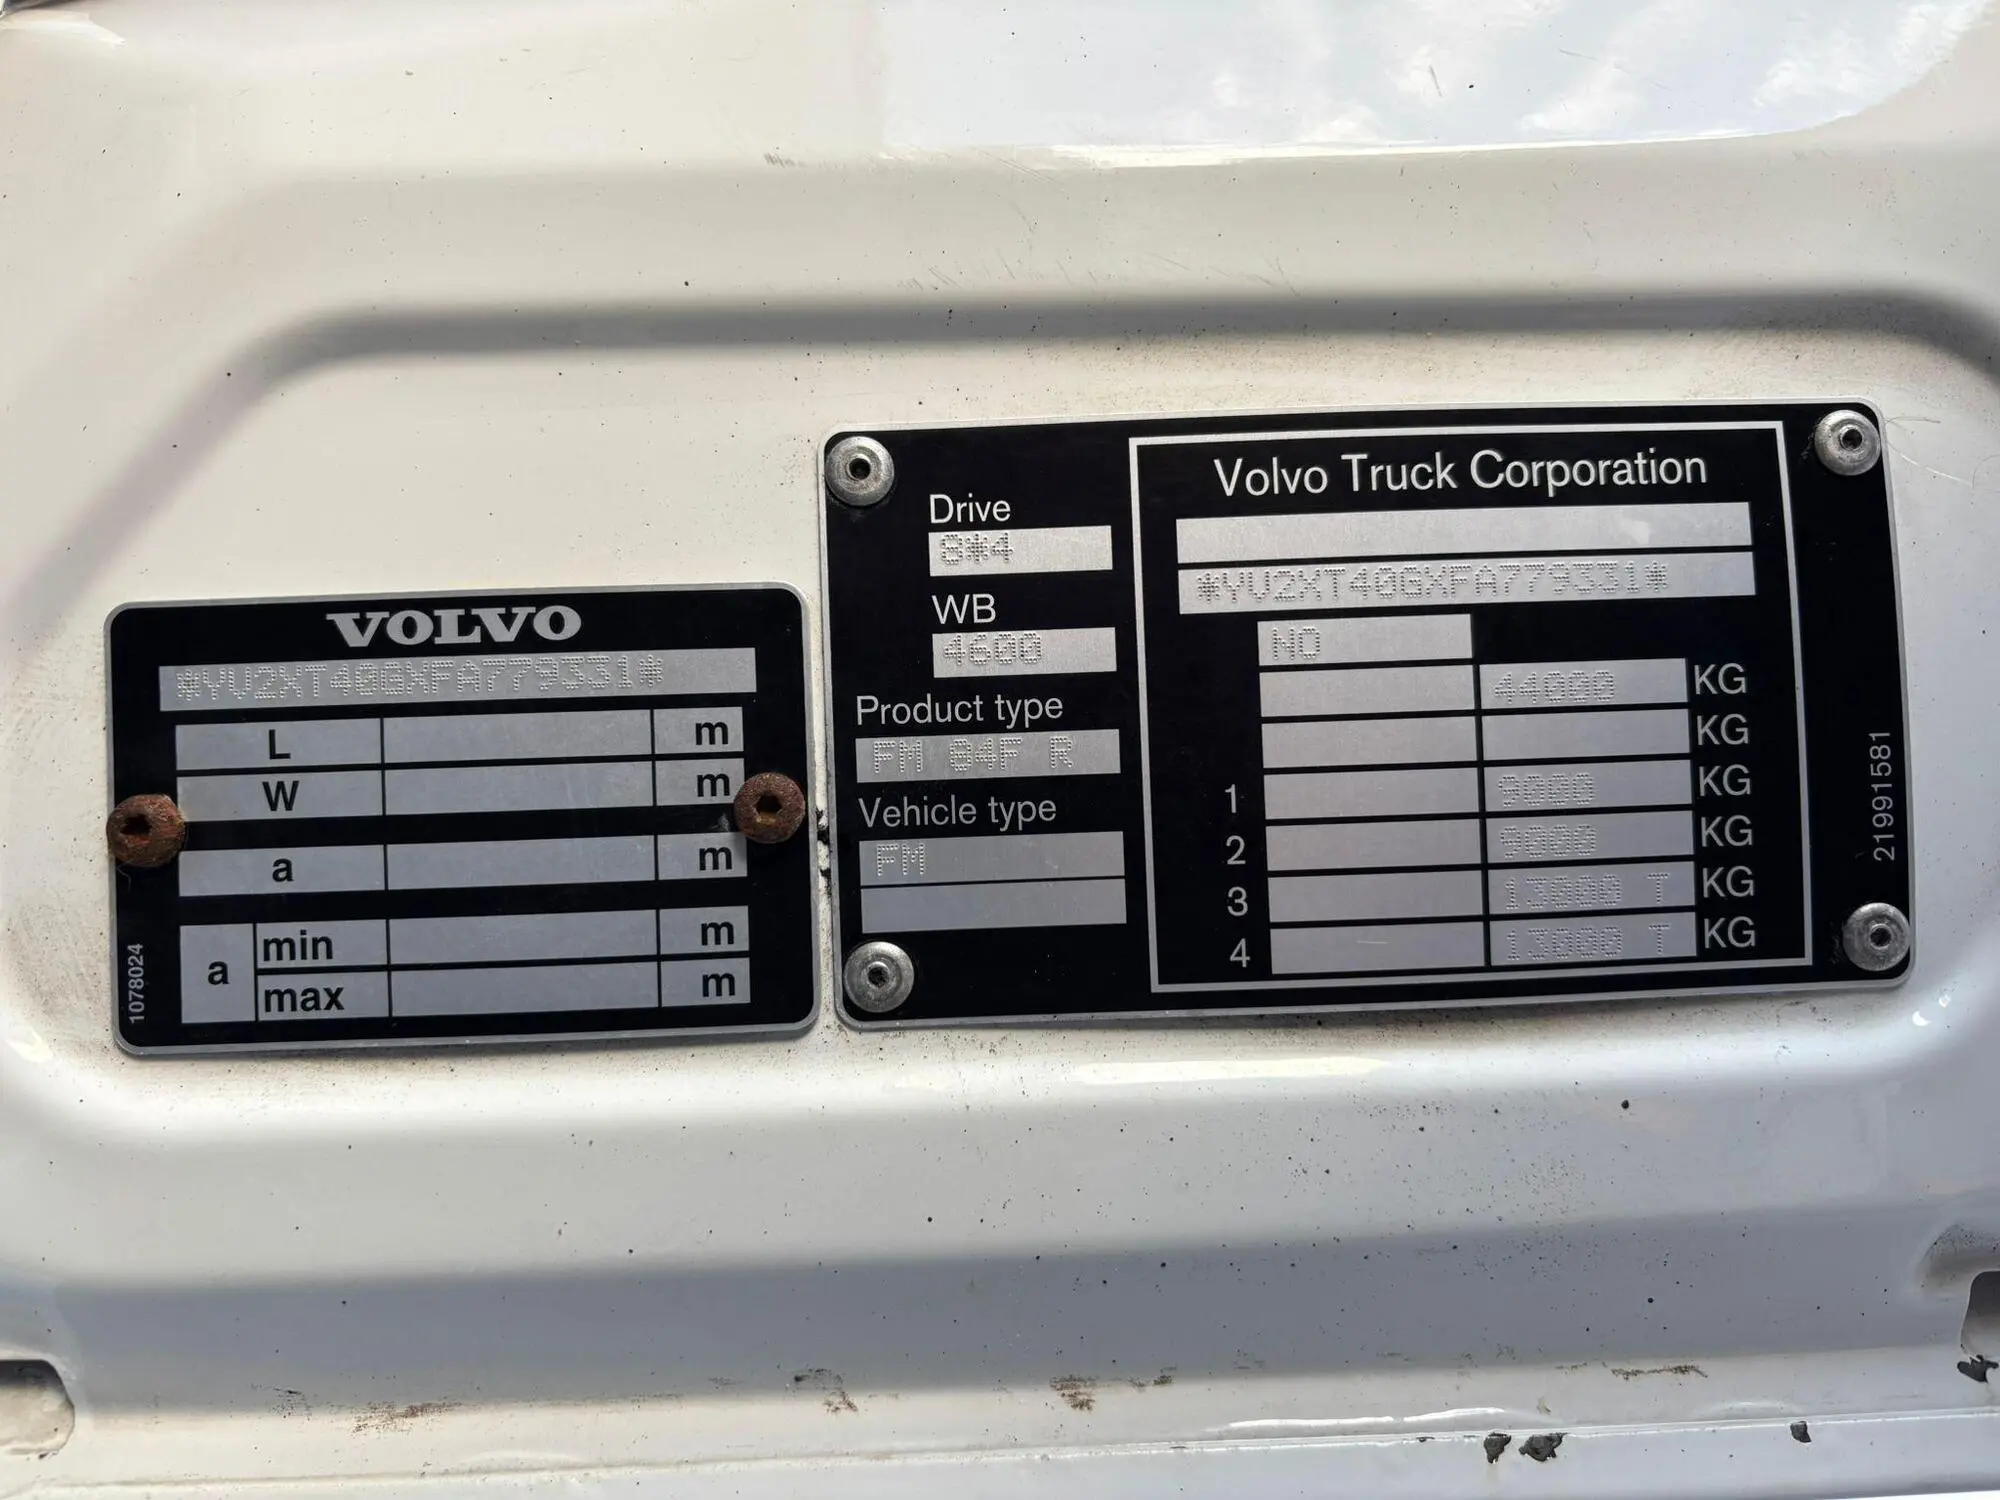 VOLVO
*YV2XT40GXFA779331*
L m
W m
a m
a min m
max m
1078024
Drive
8*4
WB
4600
Product type
FM 84F R
Vehicle type
FM
Volvo Truck Corporation
*YV2XT40GXFA779331*
NO
44000 KG
KG
1 9000 KG
2 9000 KG
3 13000 T KG
4 13000 T KG
21991581